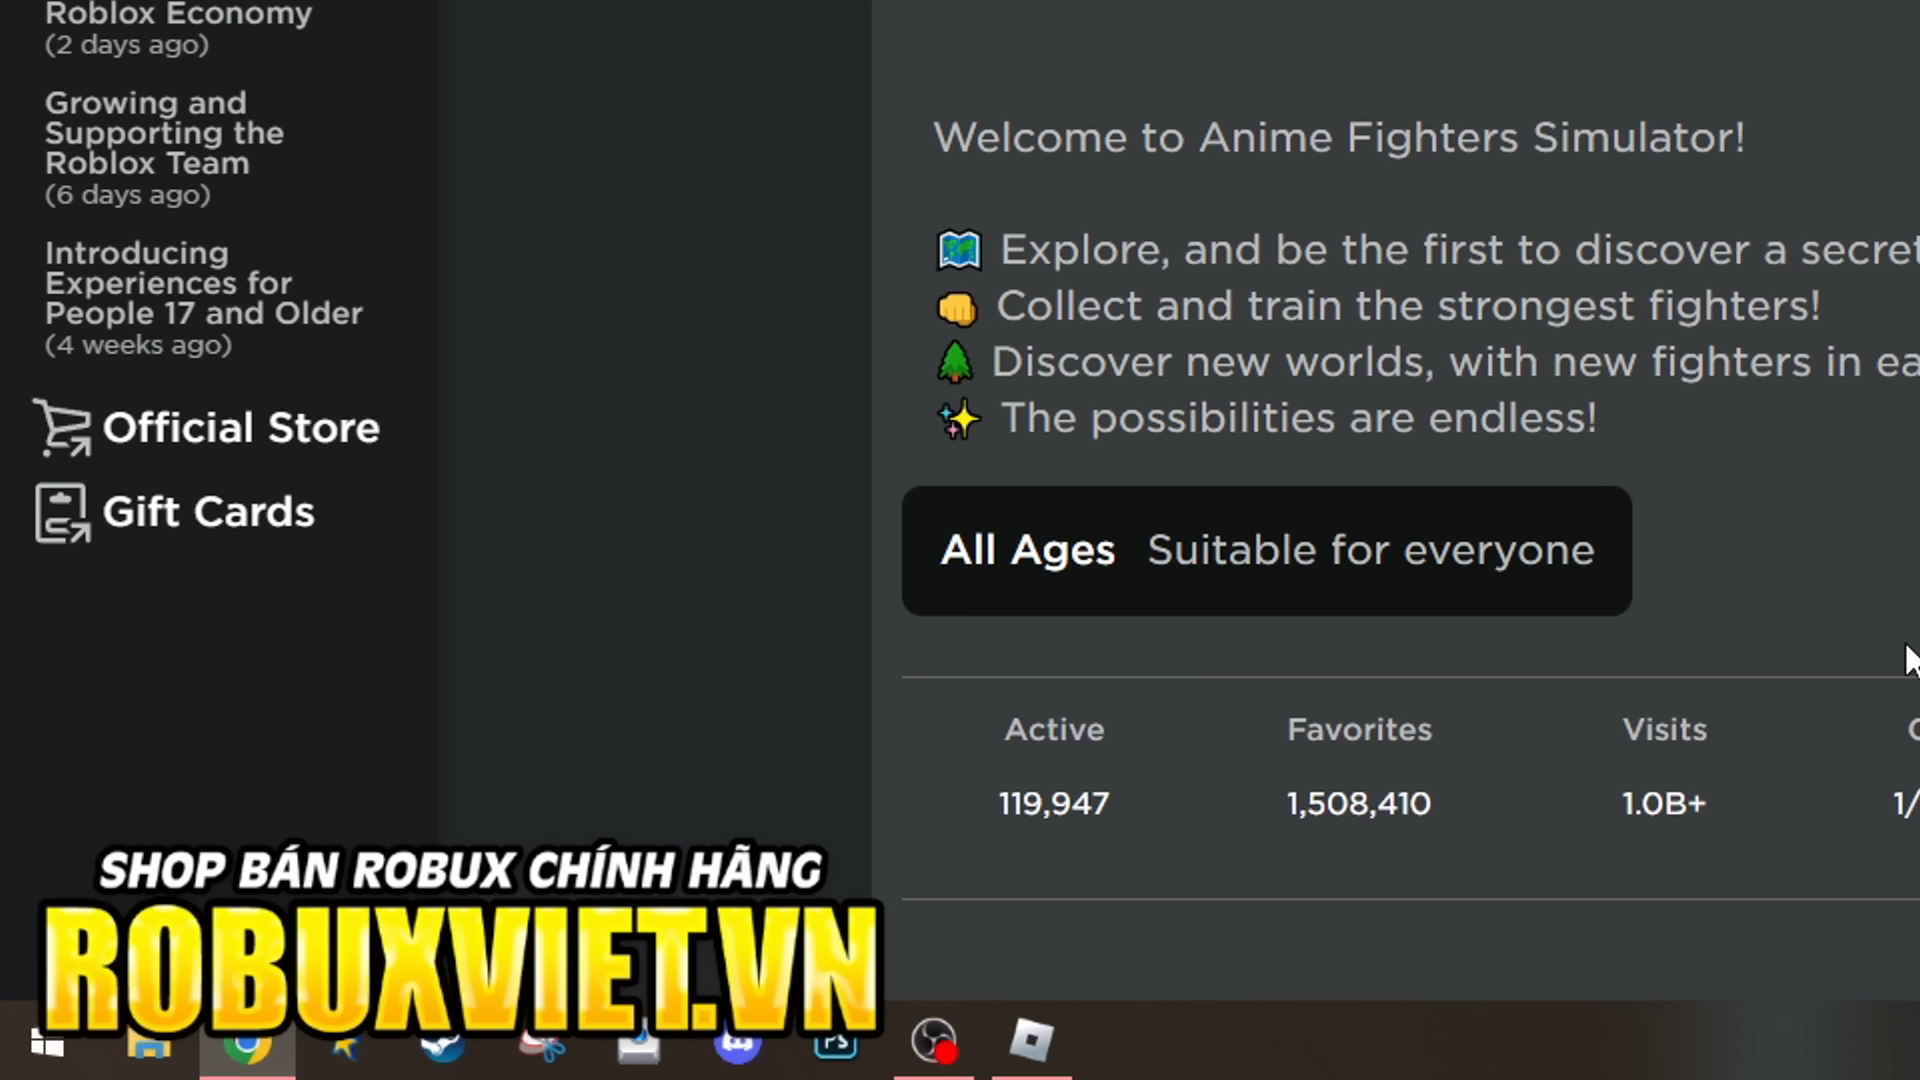 Roblox Economy
(2 days ago)
Growing and
Supporting the
Roblox Team
(6 days ago)
Introducing
Experiences for
People 17 and Older
(4 weeks ago)
Official Store
Gift Cards
Welcome to Anime Fighters Simulator!
Explore, and be the first to discover a secret
Collect and train the strongest fighters!
Discover new worlds, with new fighters in ea
The possibilities are endless!
All Ages Suitable for everyone
Active Favorites Visits
119,947 1,508,410 1.0B+ 1/
SHOP BÁN ROBUX CHÍNH HÃNG
ROBUXVIET.VN
PS